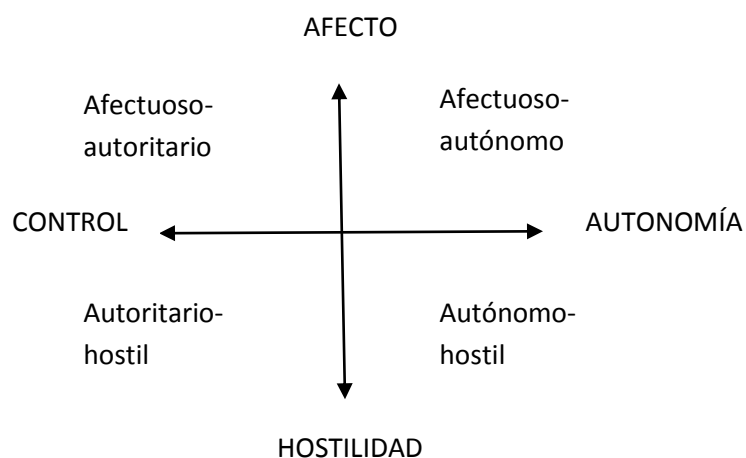 AFECTO
Afectuoso-
autoritario
Afectuoso-
autónomo
CONTROL
AUTONOMÍA
Autoritario-
hostil
Autónomo-
hostil
HOSTILIDAD